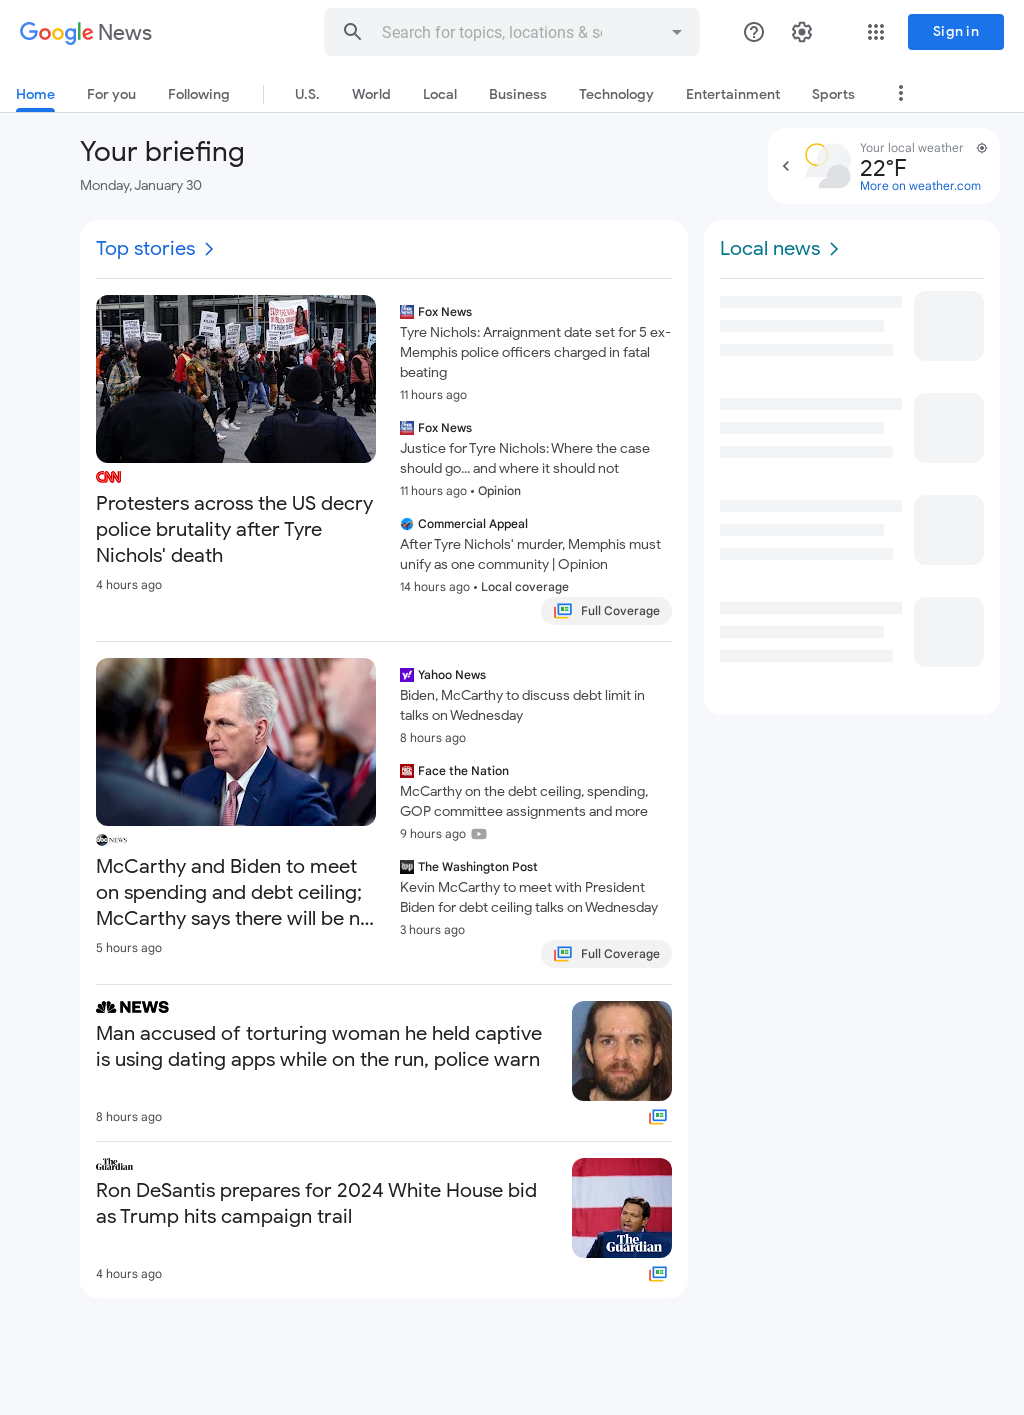 Google News
Search for topics, locations & so
Sign in
Home
For you
Following
U.S.
World
Local
Business
Technology
Entertainment
Sports
Your briefing
Monday, January 30
Your local weather
22°F
More on weather.com
Top stories
CNN
Protesters across the US decry
police brutality after Tyre
Nichols' death
4 hours ago
Fox News
Tyre Nichols: Arraignment date set for 5 ex-
Memphis police officers charged in fatal
beating
11 hours ago
Fox News
Justice for Tyre Nichols: Where the case
should go... and where it should not
11 hours ago • Opinion
Commercial Appeal
After Tyre Nichols' murder, Memphis must
unify as one community | Opinion
14 hours ago • Local coverage
Full Coverage
abc NEWS
McCarthy and Biden to meet
on spending and debt ceiling;
McCarthy says there will be n...
5 hours ago
Yahoo News
Biden, McCarthy to discuss debt limit in
talks on Wednesday
8 hours ago
Face the Nation
McCarthy on the debt ceiling, spending,
GOP committee assignments and more
9 hours ago
The Washington Post
Kevin McCarthy to meet with President
Biden for debt ceiling talks on Wednesday
3 hours ago
Full Coverage
NEWS
Man accused of torturing woman he held captive
is using dating apps while on the run, police warn
8 hours ago
The
Guardian
Ron DeSantis prepares for 2024 White House bid
as Trump hits campaign trail
The
Guardian
4 hours ago
Local news